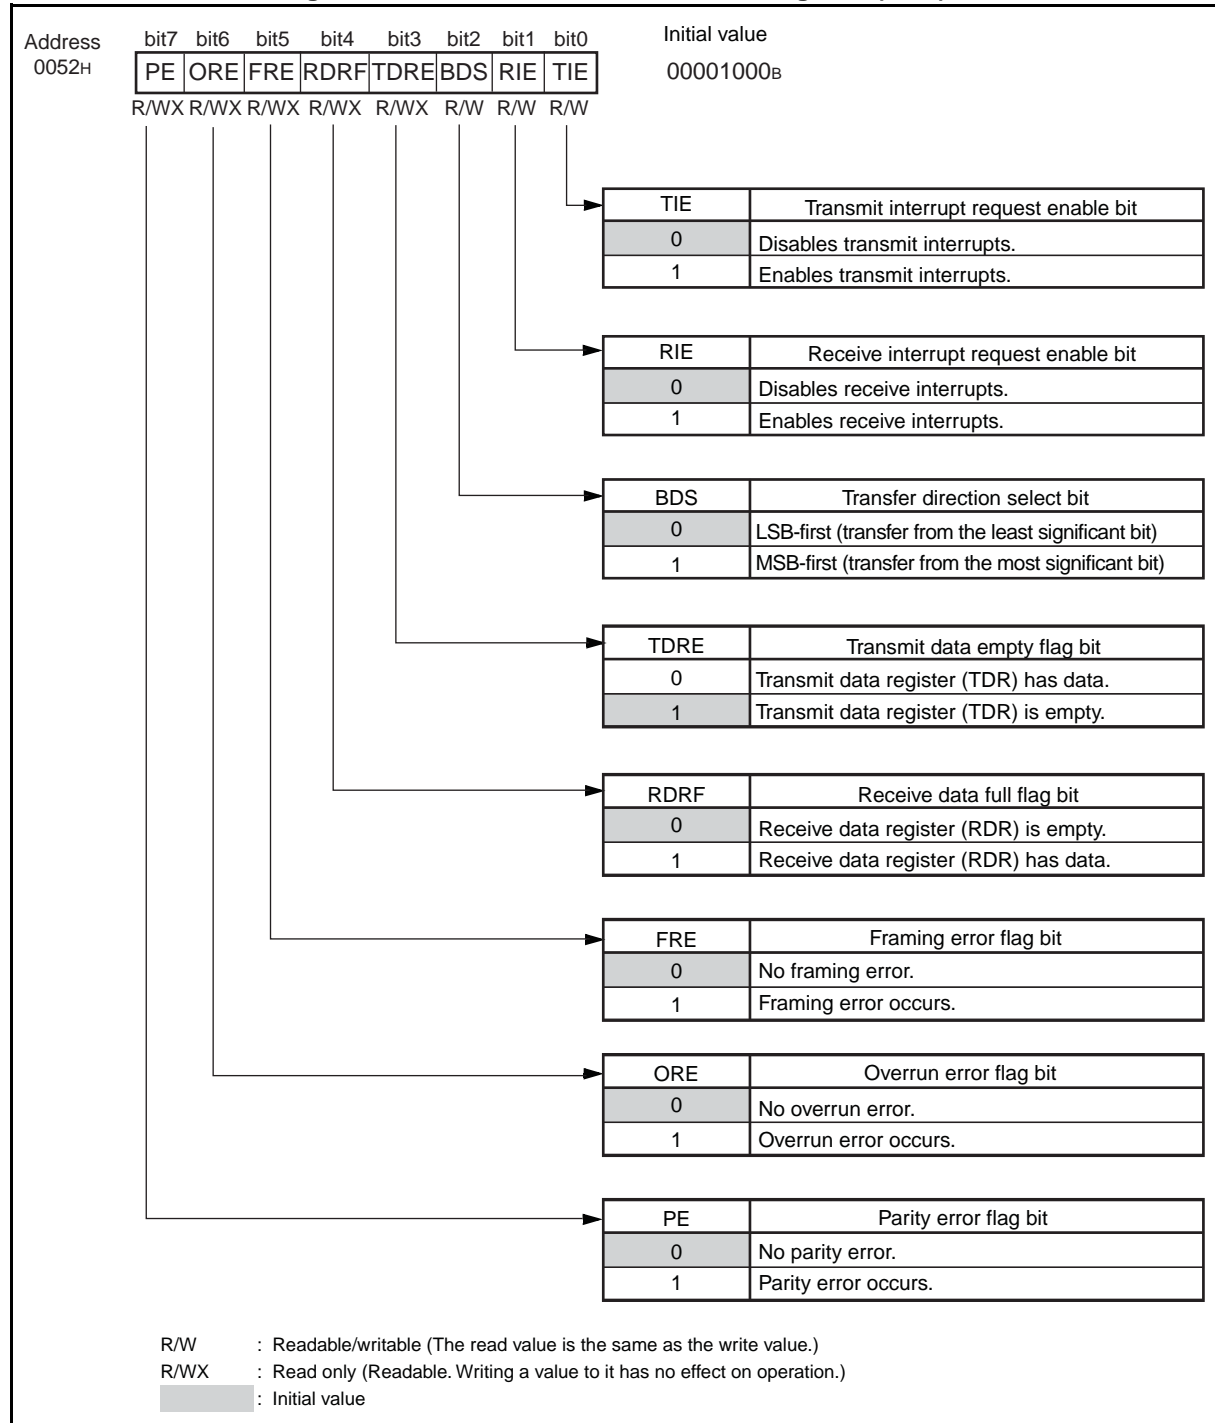 Address bit7 bit6 bit5 bit4 bit3 bit2 bit1 bit0 Initial value
0052H PE ORE FRE RDRF TDRE BDS RIE TIE 00001000B
R/WX R/WX R/WX R/WX R/WX R/W R/W R/W
TIE Transmit interrupt request enable bit
0 Disables transmit interrupts.
1 Enables transmit interrupts.
RIE Receive interrupt request enable bit
0 Disables receive interrupts.
1 Enables receive interrupts.
BDS Transfer direction select bit
0 LSB-first (transfer from the least significant bit)
1 MSB-first (transfer from the most significant bit)
TDRE Transmit data empty flag bit
0 Transmit data register (TDR) has data.
1 Transmit data register (TDR) is empty.
RDRF Receive data full flag bit
0 Receive data register (RDR) is empty.
1 Receive data register (RDR) has data.
FRE Framing error flag bit
0 No framing error.
1 Framing error occurs.
ORE Overrun error flag bit
0 No overrun error.
1 Overrun error occurs.
PE Parity error flag bit
0 No parity error.
1 Parity error occurs.
R/W : Readable/writable (The read value is the same as the write value.)
R/WX : Read only (Readable. Writing a value to it has no effect on operation.)
: Initial value